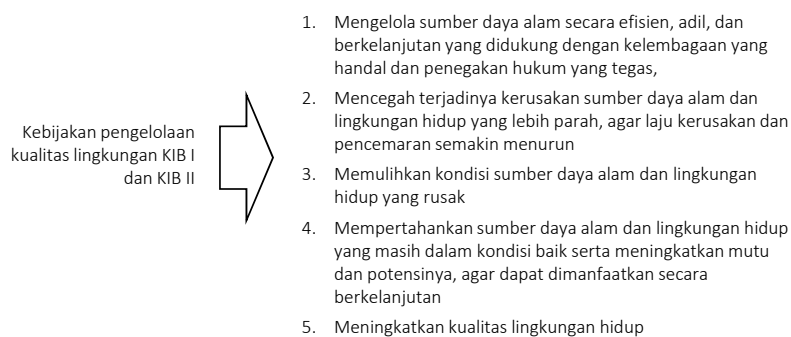 Kebijakan pengelolaan
kualitas lingkungan KIB I
dan KIB II
1. Mengelola sumber daya alam secara efisien, adil, dan
berkelanjutan yang didukung dengan kelembagaan yang
handal dan penegakan hukum yang tegas,
2. Mencegah terjadinya kerusakan sumber daya alam dan
lingkungan hidup yang lebih parah, agar laju kerusakan dan
pencemaran semakin menurun
3. Memulihkan kondisi sumber daya alam dan lingkungan
hidup yang rusak
4. Mempertahankan sumber daya alam dan lingkungan hidup
yang masih dalam kondisi baik serta meningkatkan mutu
dan potensinya, agar dapat dimanfaatkan secara
berkelanjutan
5. Meningkatkan kualitas lingkungan hidup